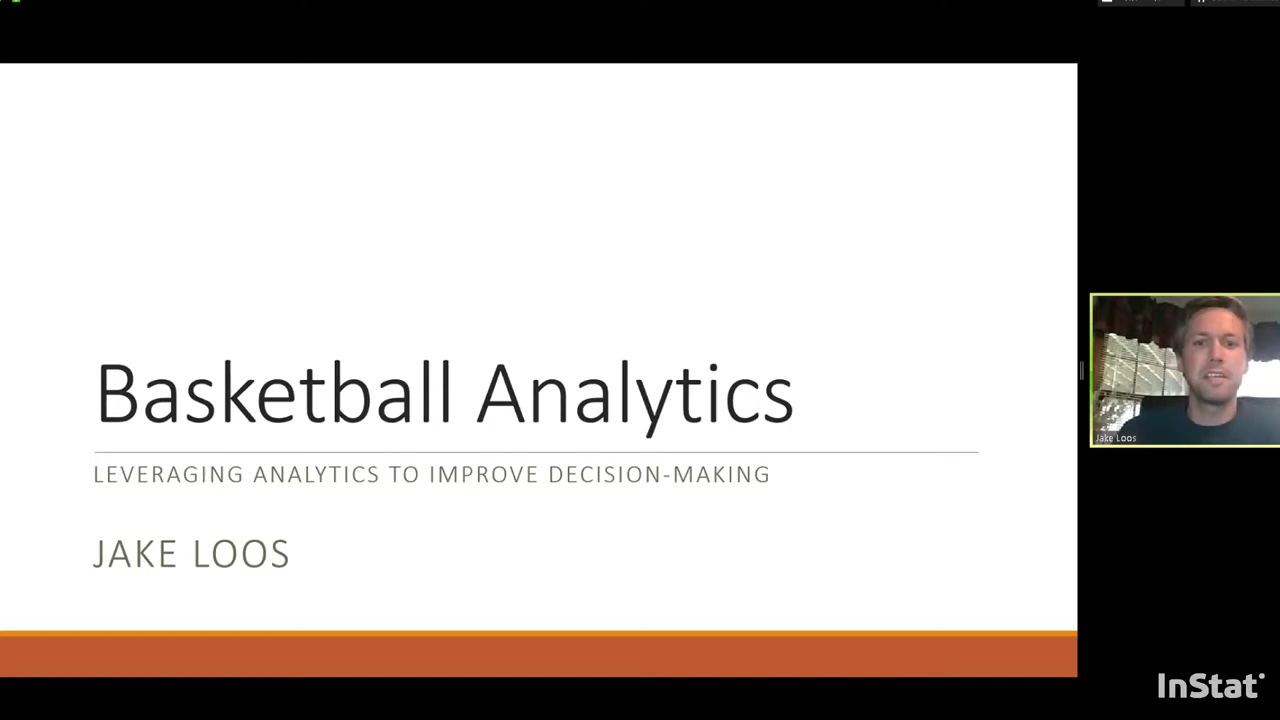 Basketball Analytics
LEVERAGING ANALYTICS TO IMPROVE DECISION-MAKING
JAKE LOOS
Jake Loos
InStat